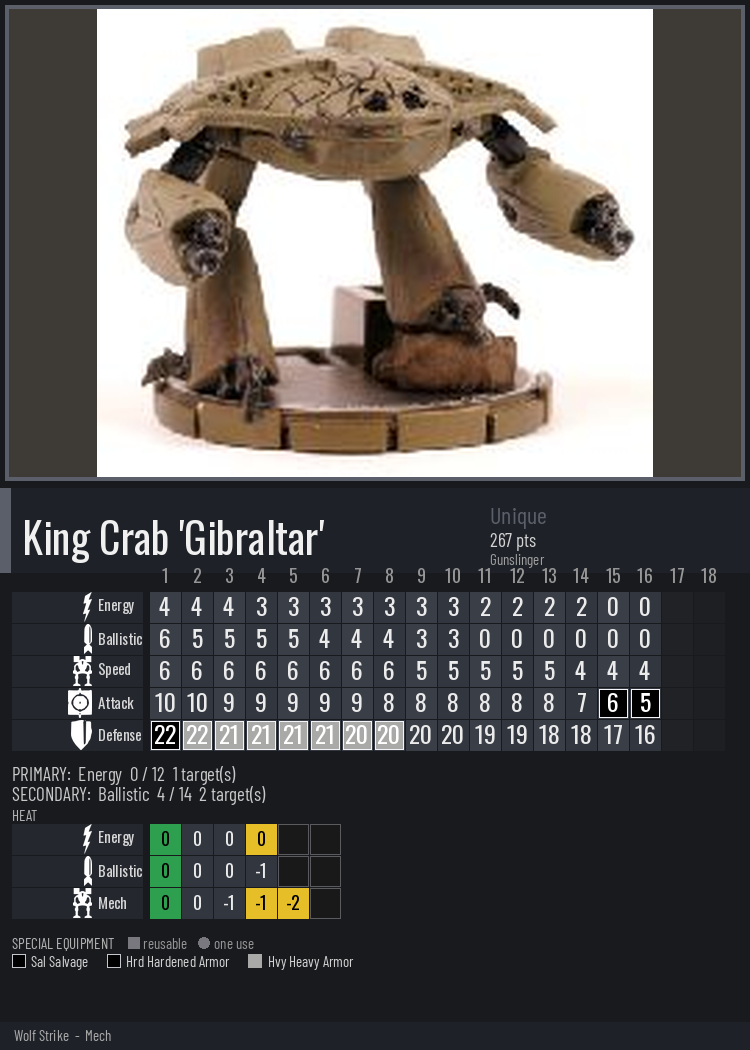 King Crab 'Gibraltar'
Unique
267 pts
Gunslinger
1 2 3 4 5 6 7 8 9 10 11 12 13 14 15 16 17 18
Energy 4 4 4 3 3 3 3 3 3 3 2 2 2 2 0 0
Ballistic 6 5 5 5 5 4 4 4 3 3 0 0 0 0 0 0
Speed 6 6 6 6 6 6 6 6 5 5 5 5 5 4 4 4
Attack 10 10 9 9 9 9 9 8 8 8 8 8 8 7 6 5
Defense 22 22 21 21 21 21 20 20 20 20 19 19 18 18 17 16
PRIMARY: Energy 0 / 12 1 target(s)
SECONDARY: Ballistic 4 / 14 2 target(s)
HEAT
Energy 0 0 0 0
Ballistic 0 0 0 -1
Mech 0 0 -1 -1 -2
SPECIAL EQUIPMENT reusable one use
Sal Salvage Hrd Hardened Armor Hvy Heavy Armor
Wolf Strike - Mech